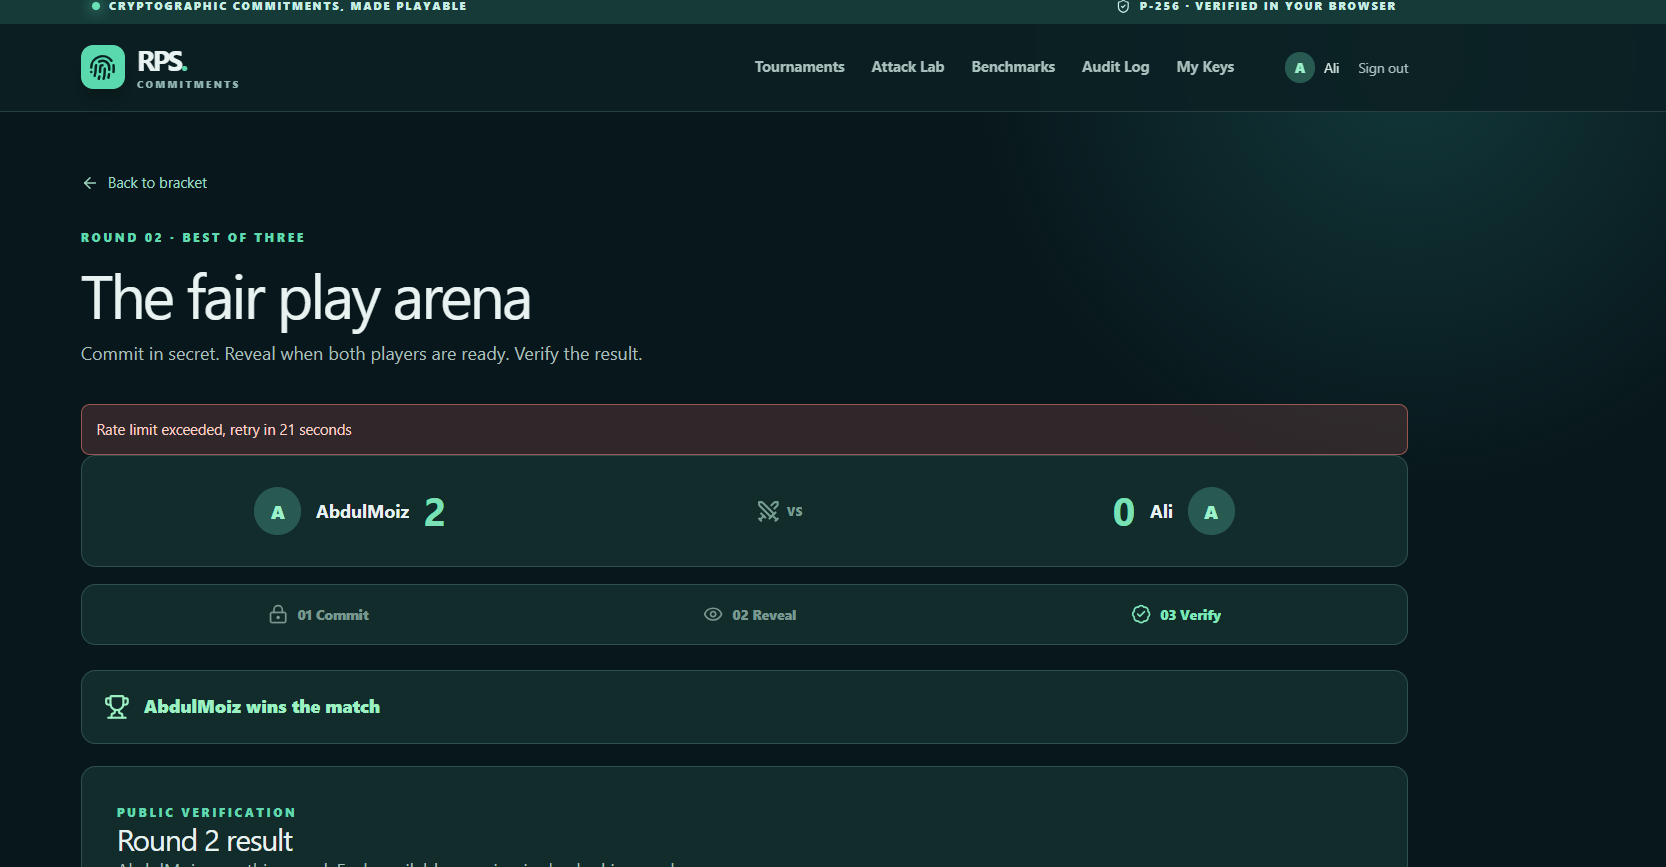 CRYPTOGRAPHIC COMMITMENTS, MADE PLAYABLE
P-256 · VERIFIED IN YOUR BROWSER
RPS.
COMMITMENTS
Tournaments
Attack Lab
Benchmarks
Audit Log
My Keys
A
Ali
Sign out
Back to bracket
ROUND 02 · BEST OF THREE
The fair play arena
Commit in secret. Reveal when both players are ready. Verify the result.
Rate limit exceeded, retry in 21 seconds
A
AbdulMoiz
2
VS
0
Ali
A
01 Commit
02 Reveal
03 Verify
AbdulMoiz wins the match
PUBLIC VERIFICATION
Round 2 result